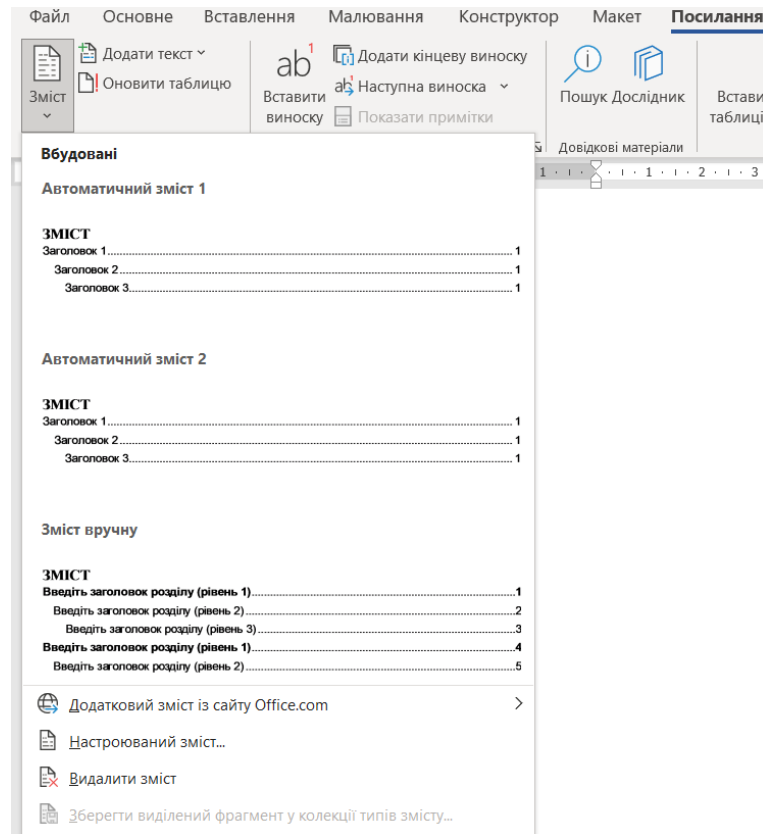 Файл Основне Вставлення Малювання Конструктор Макет Посилання
Зміст
Додати текст
Оновити таблицю
ab1
Вставити виноску
Додати кінцеву виноску
Наступна виноска
Показати примітки
Пошук Дослідник
Довідкові матеріали
Встави
таблиці
1 1 2 3
Вбудовані
Автоматичний зміст 1
ЗМІСТ
Заголовок 1 1
Заголовок 2 1
Заголовок 3 1
Автоматичний зміст 2
ЗМІСТ
Заголовок 1 1
Заголовок 2 1
Заголовок 3 1
Зміст вручну
ЗМІСТ
Введіть заголовок розділу (рівень 1) 1
Введіть заголовок розділу (рівень 2) 2
Введіть заголовок розділу (рівень 3) 3
Введіть заголовок розділу (рівень 1) 4
Введіть заголовок розділу (рівень 2) 5
Додатковий зміст із сайту Office.com
Настроюваний зміст...
Видалити зміст
Зберегти виділений фрагмент у колекції типів змісту...